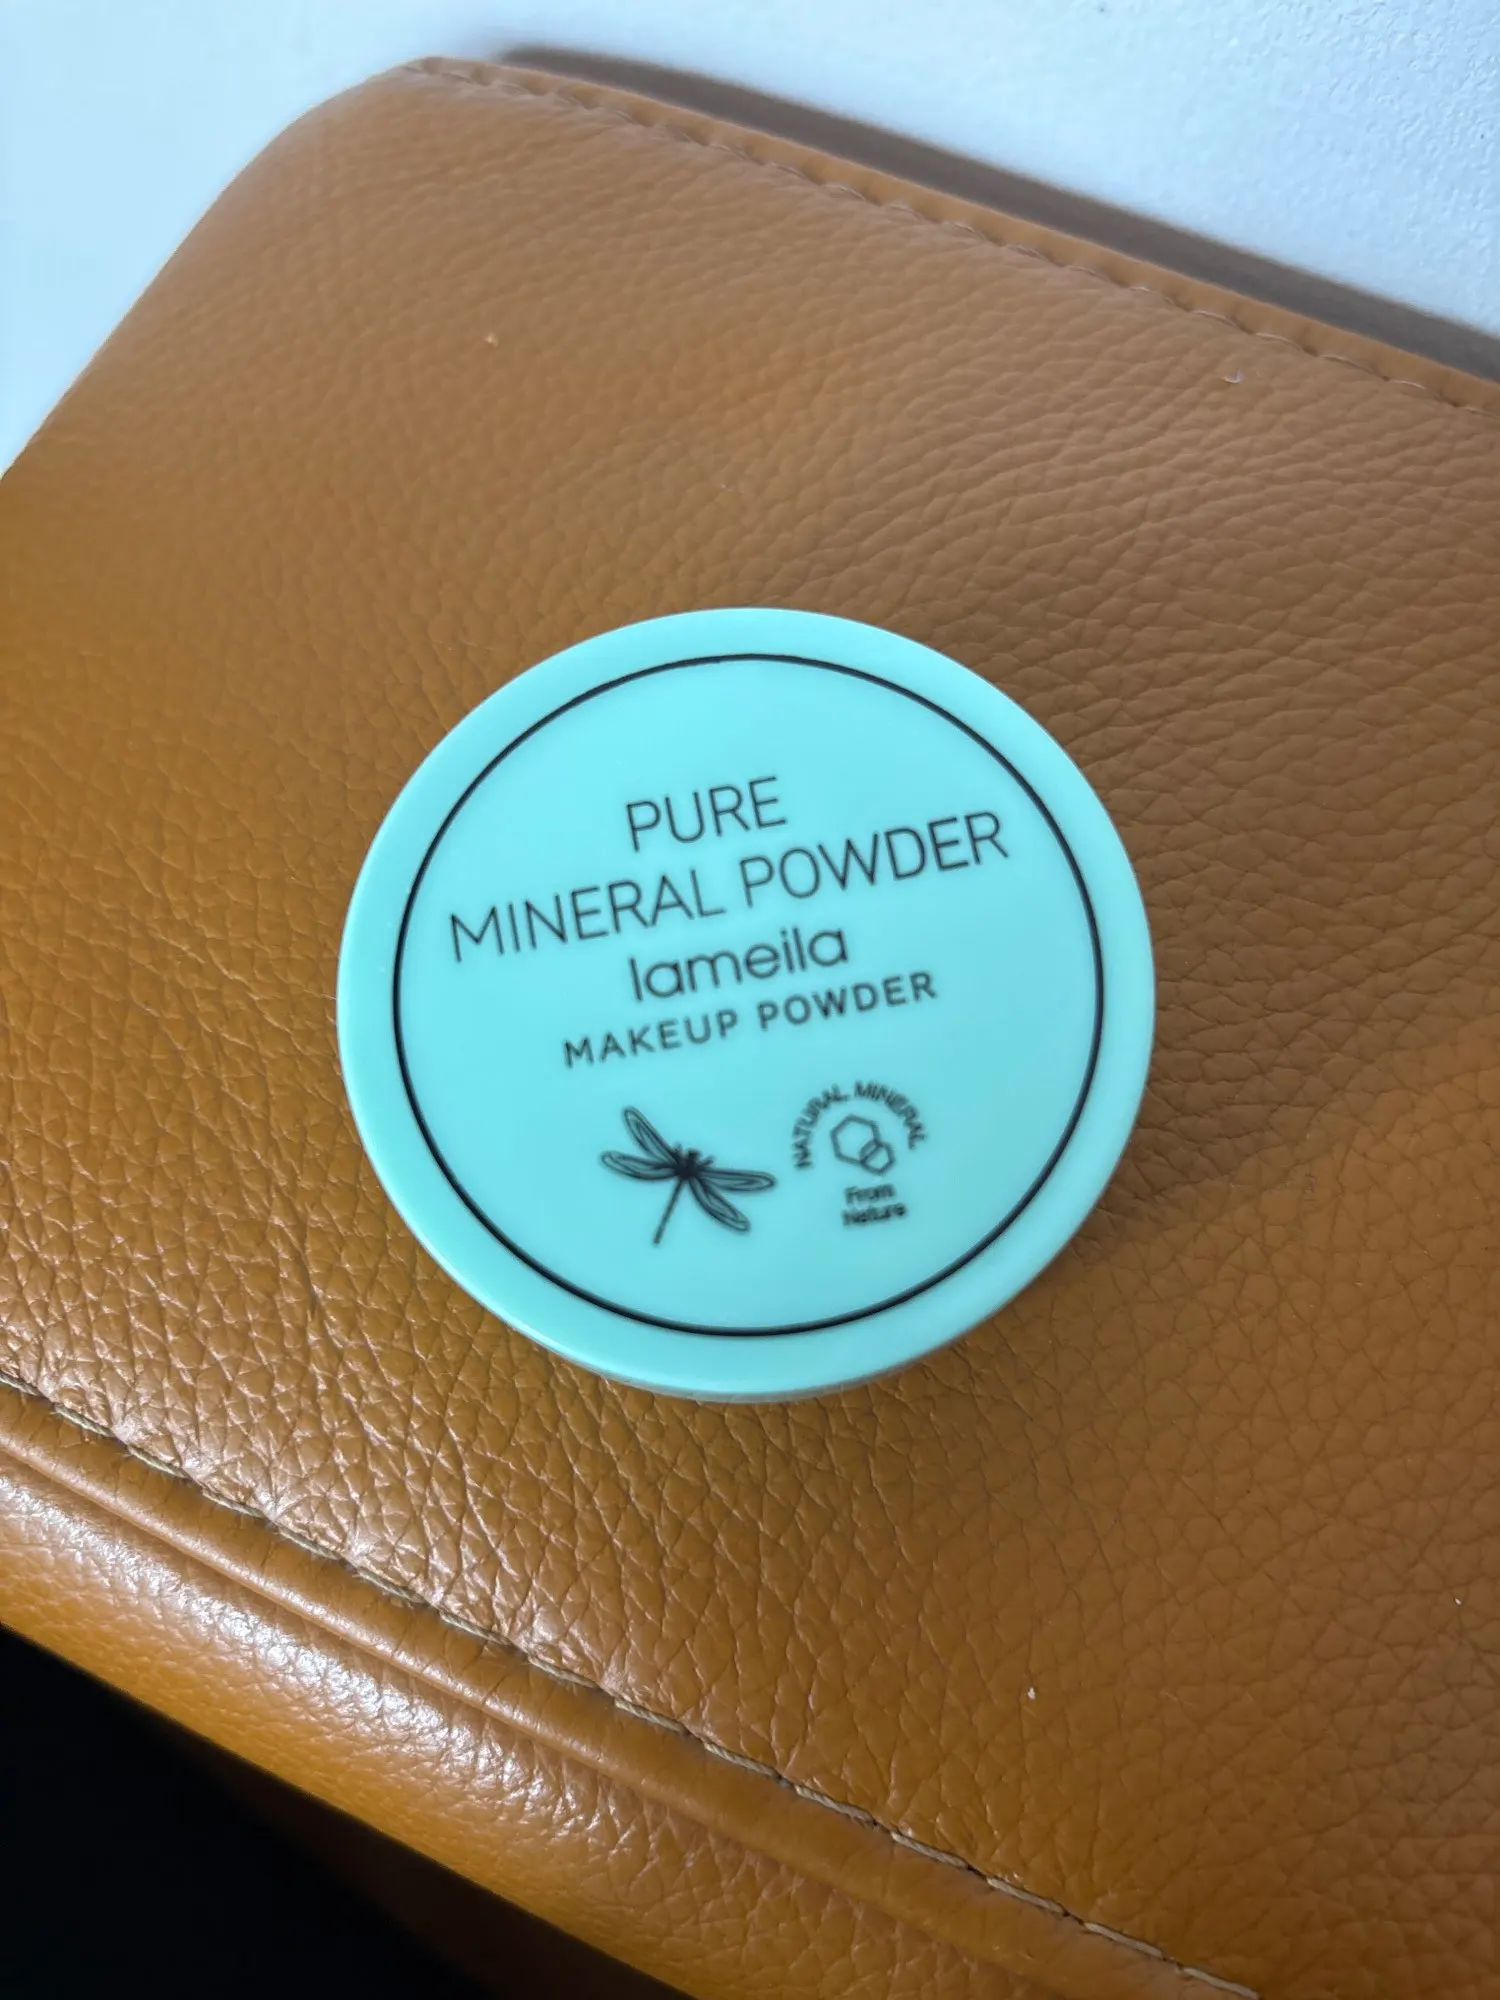 PURE
MINERAL POWDER
lameila
MAKEUP POWDER
NATURAL MINERAL
From
Nature